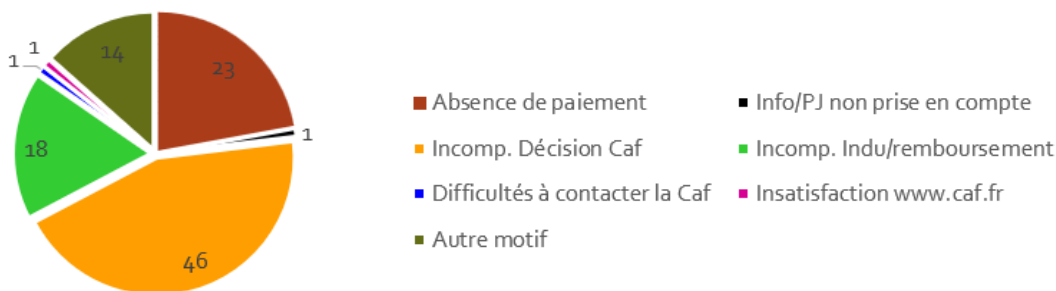 1
1
14
23
1
18
46
Absence de paiement
Info/PJ non prise en compte
Incomp. Décision Caf
Incomp. Indu/remboursement
Difficultés à contacter la Caf
Insatisfaction www.caf.fr
Autre motif